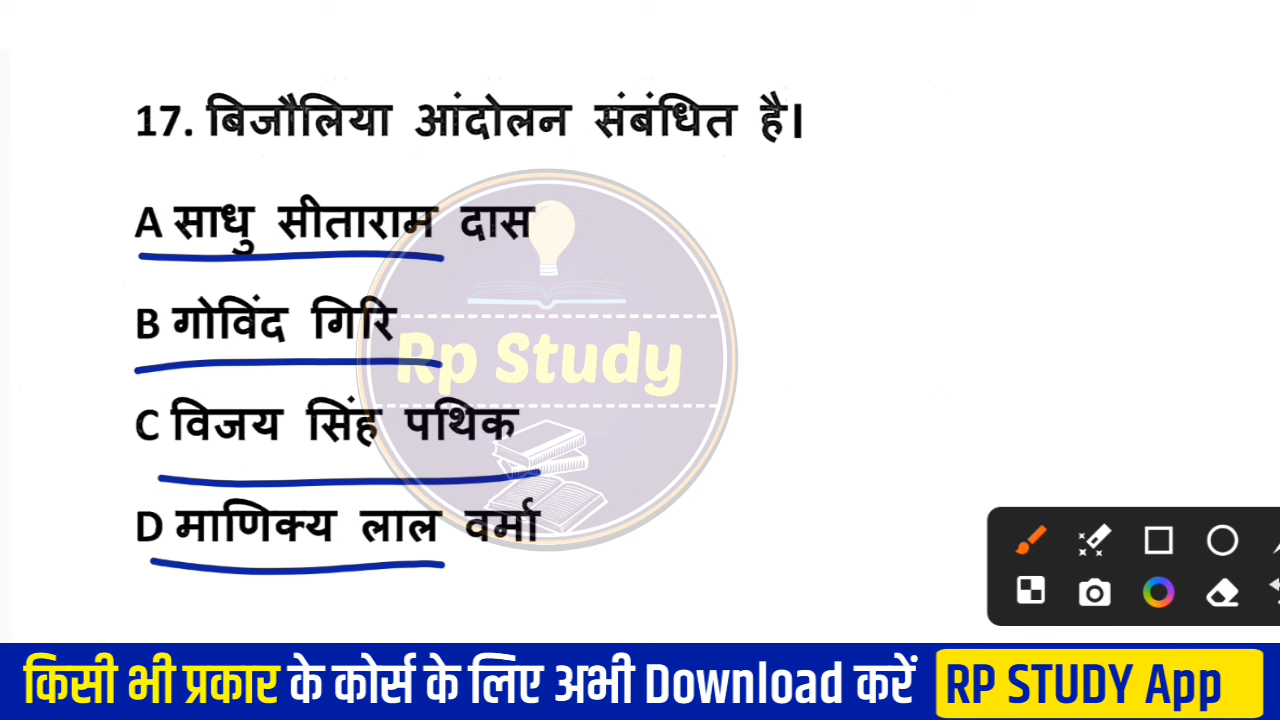 17. बिजौलिया आंदोलन संबंधित है।
A साधु सीताराम दास
B गोविंद गिरि
Rp Study
C विजय सिंह पथिक
D माणिक्य लाल वर्मा
किसी भी प्रकार के कोर्स के लिए अभी Download करें RP STUDY App